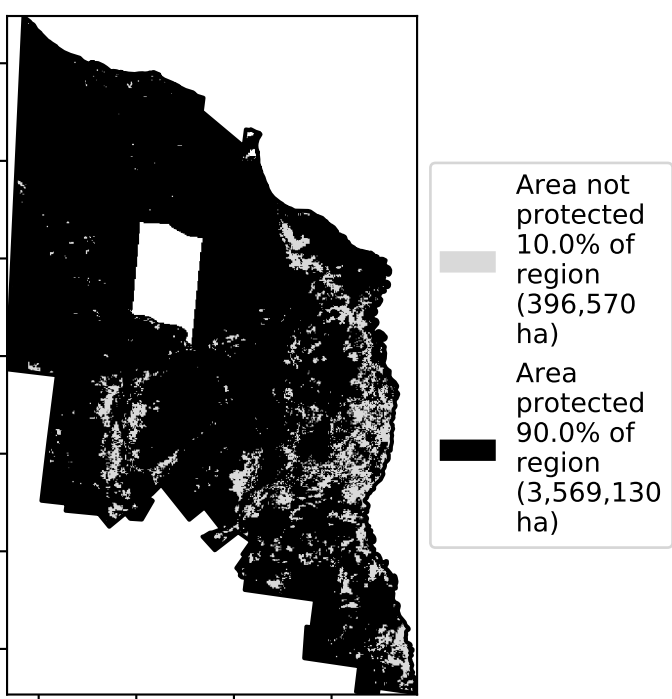 Area not
protected
10.0% of
region
(396,570
ha)
Area
protected
90.0% of
region
(3,569,130
ha)